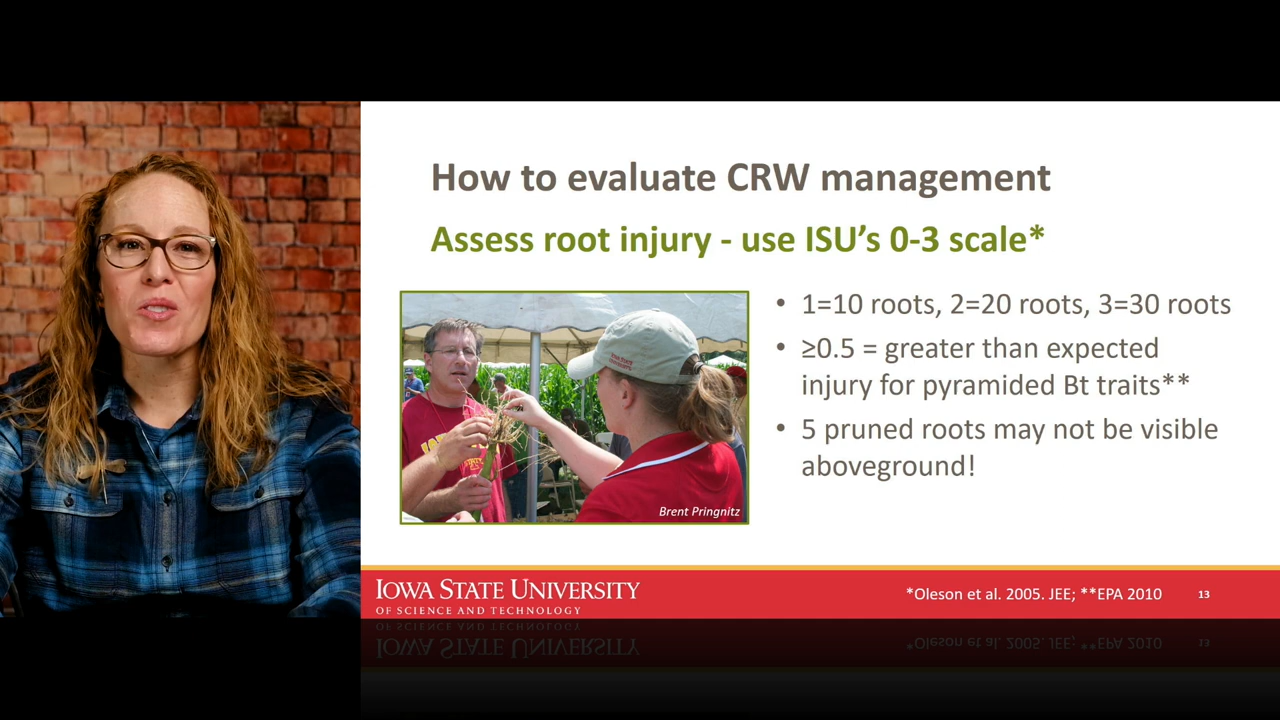 How to evaluate CRW management
Assess root injury - use ISU's 0-3 scale*
• 1=10 roots, 2=20 roots, 3=30 roots
• ≥0.5 = greater than expected
injury for pyramided Bt traits**
• 5 pruned roots may not be visible
aboveground!
Brent Pringnitz
IOWA STATE UNIVERSITY
OF SCIENCE AND TECHNOLOGY
*Oleson et al. 2005. JEE; **EPA 2010
13